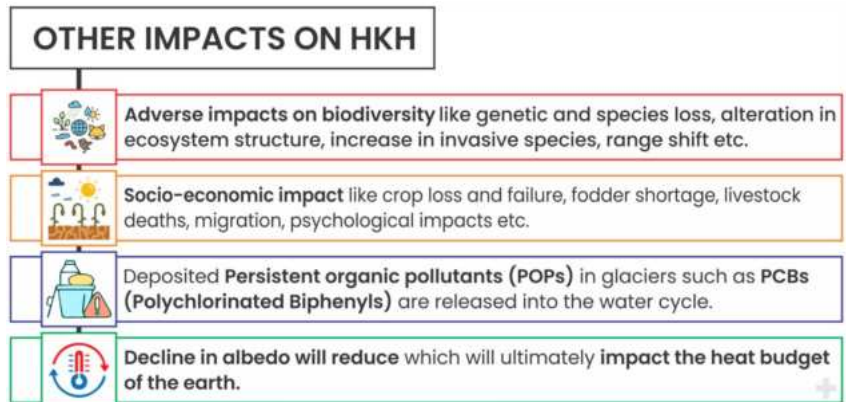 OTHER IMPACTS ON HKH
Adverse impacts on biodiversity like genetic and species loss, alteration in
ecosystem structure, increase in invasive species, range shift etc.
Socio-economic impact like crop loss and failure, fodder shortage, livestock
deaths, migration, psychological impacts etc.
Deposited Persistent organic pollutants (POPs) in glaciers such as PCBs
(Polychlorinated Biphenyls) are released into the water cycle.
Decline in albedo will reduce which will ultimately impact the heat budget
of the earth.